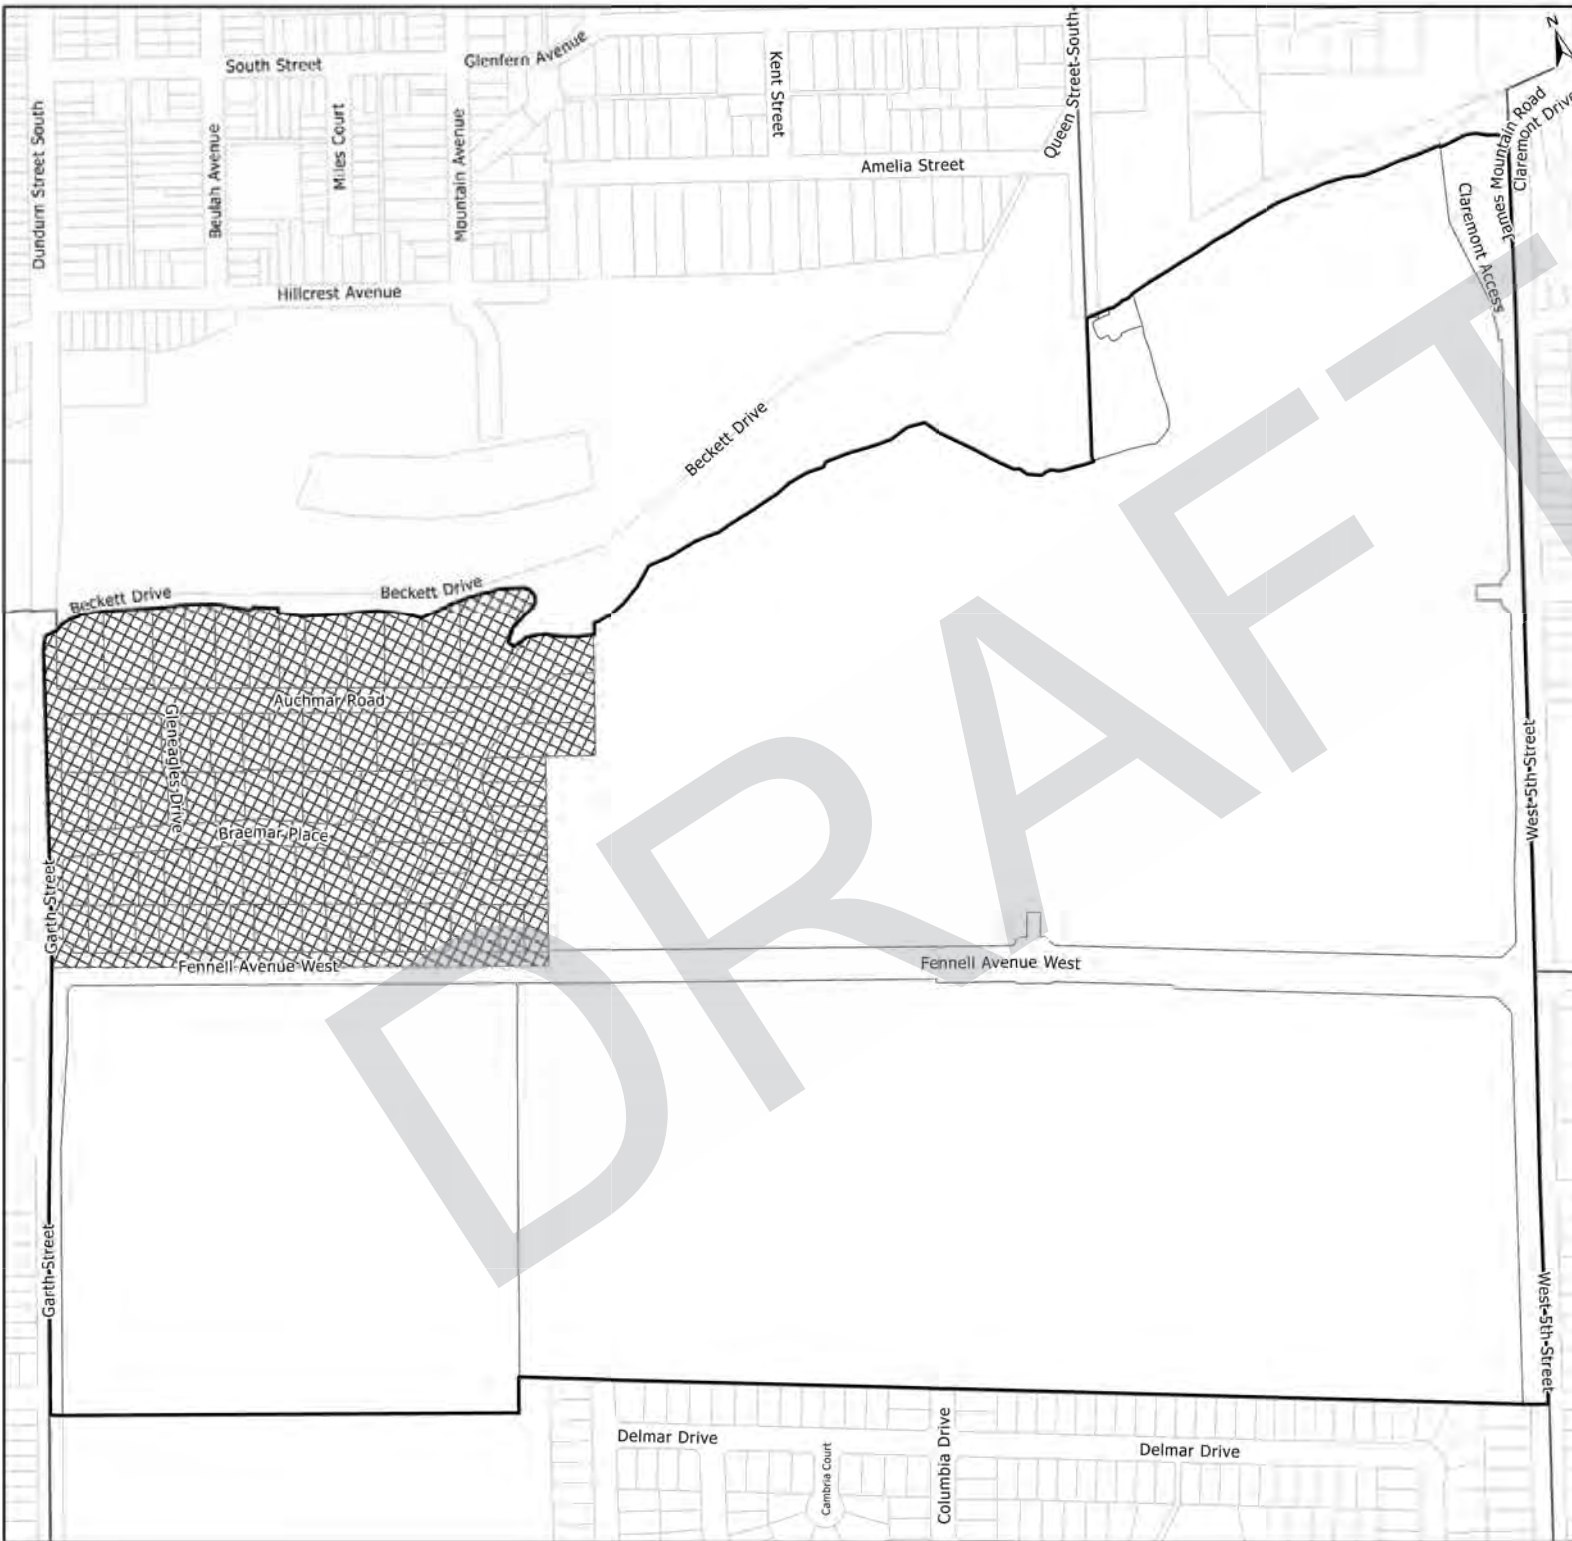 South Street
Glenfern Avenue
Dundurn Street South
Beulah Avenue
Miles Court
Mountain Avenue
Kent Street
Queen Street South
Amelia Street
James Mountain Road
Claremont Drive
Claremont Access
Hillcrest Avenue
Beckett Drive
Beckett Drive
Beckett Drive
Auchmar Road
Gleneagles Drive
Braemar Place
Garth Street
West 5th Street
Fennell Avenue West
Fennell Avenue West
DRAFT
Garth Street
West 5th Street
Delmar Drive
Cambria Court
Columbia Drive
Delmar Drive
N